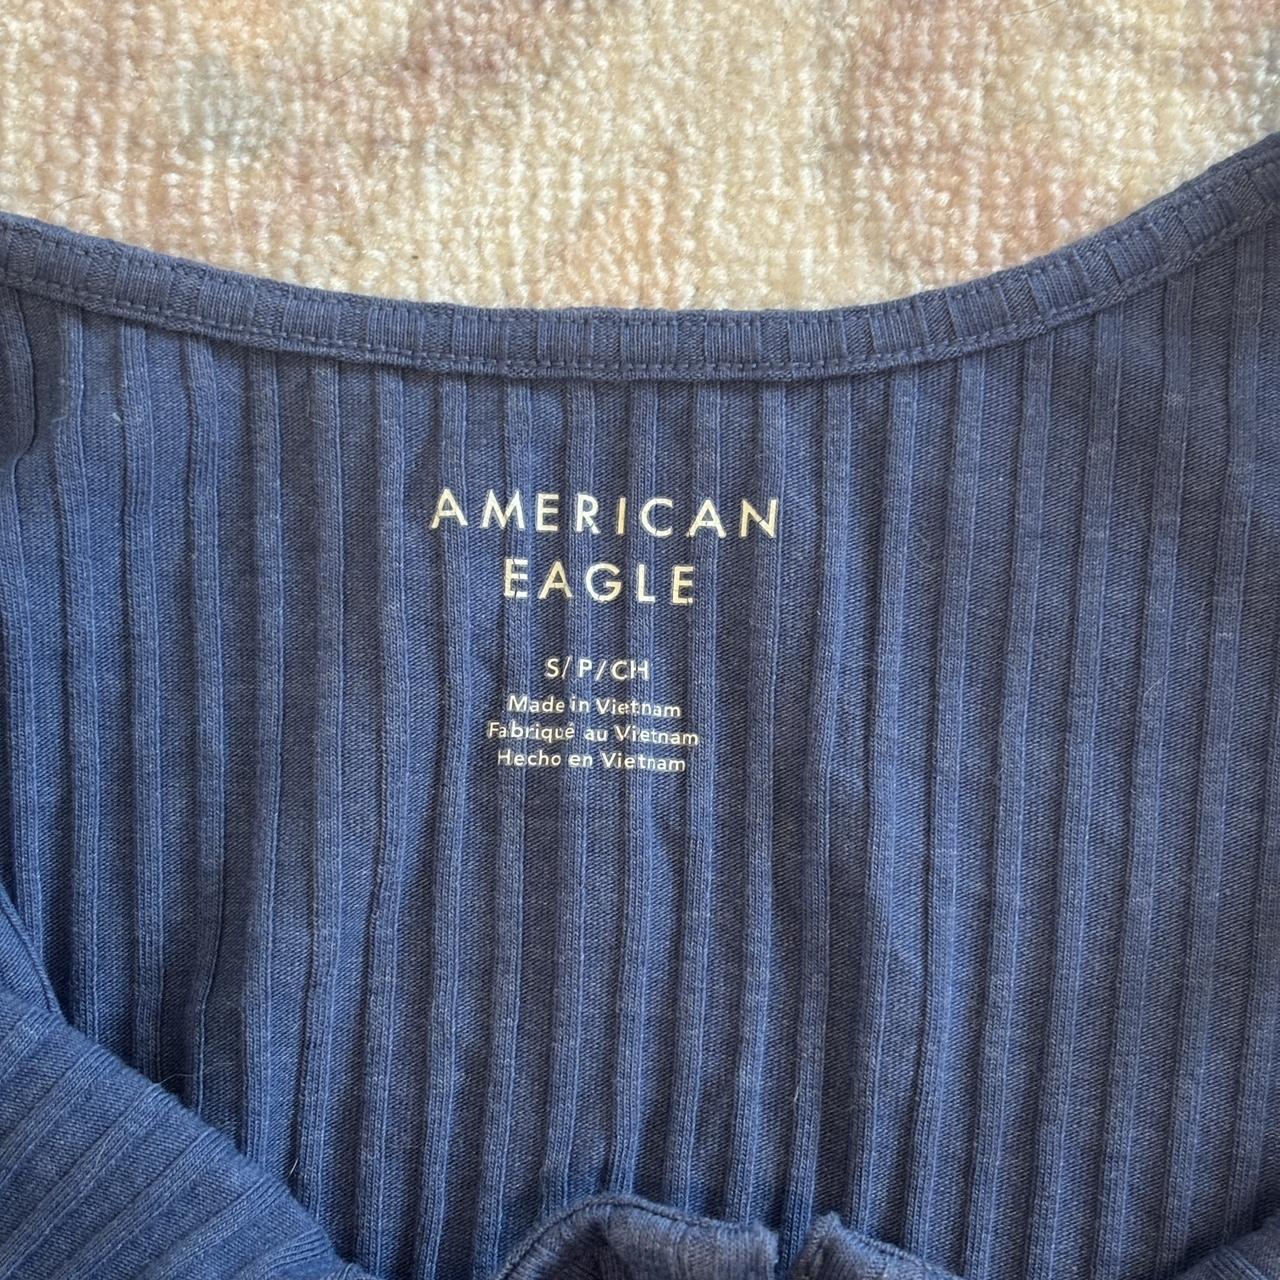 AMERICAN
EAGLE
S/P/CH
Made in Vietnam
Fabriqué au Vietnam
Hecho en Vietnam